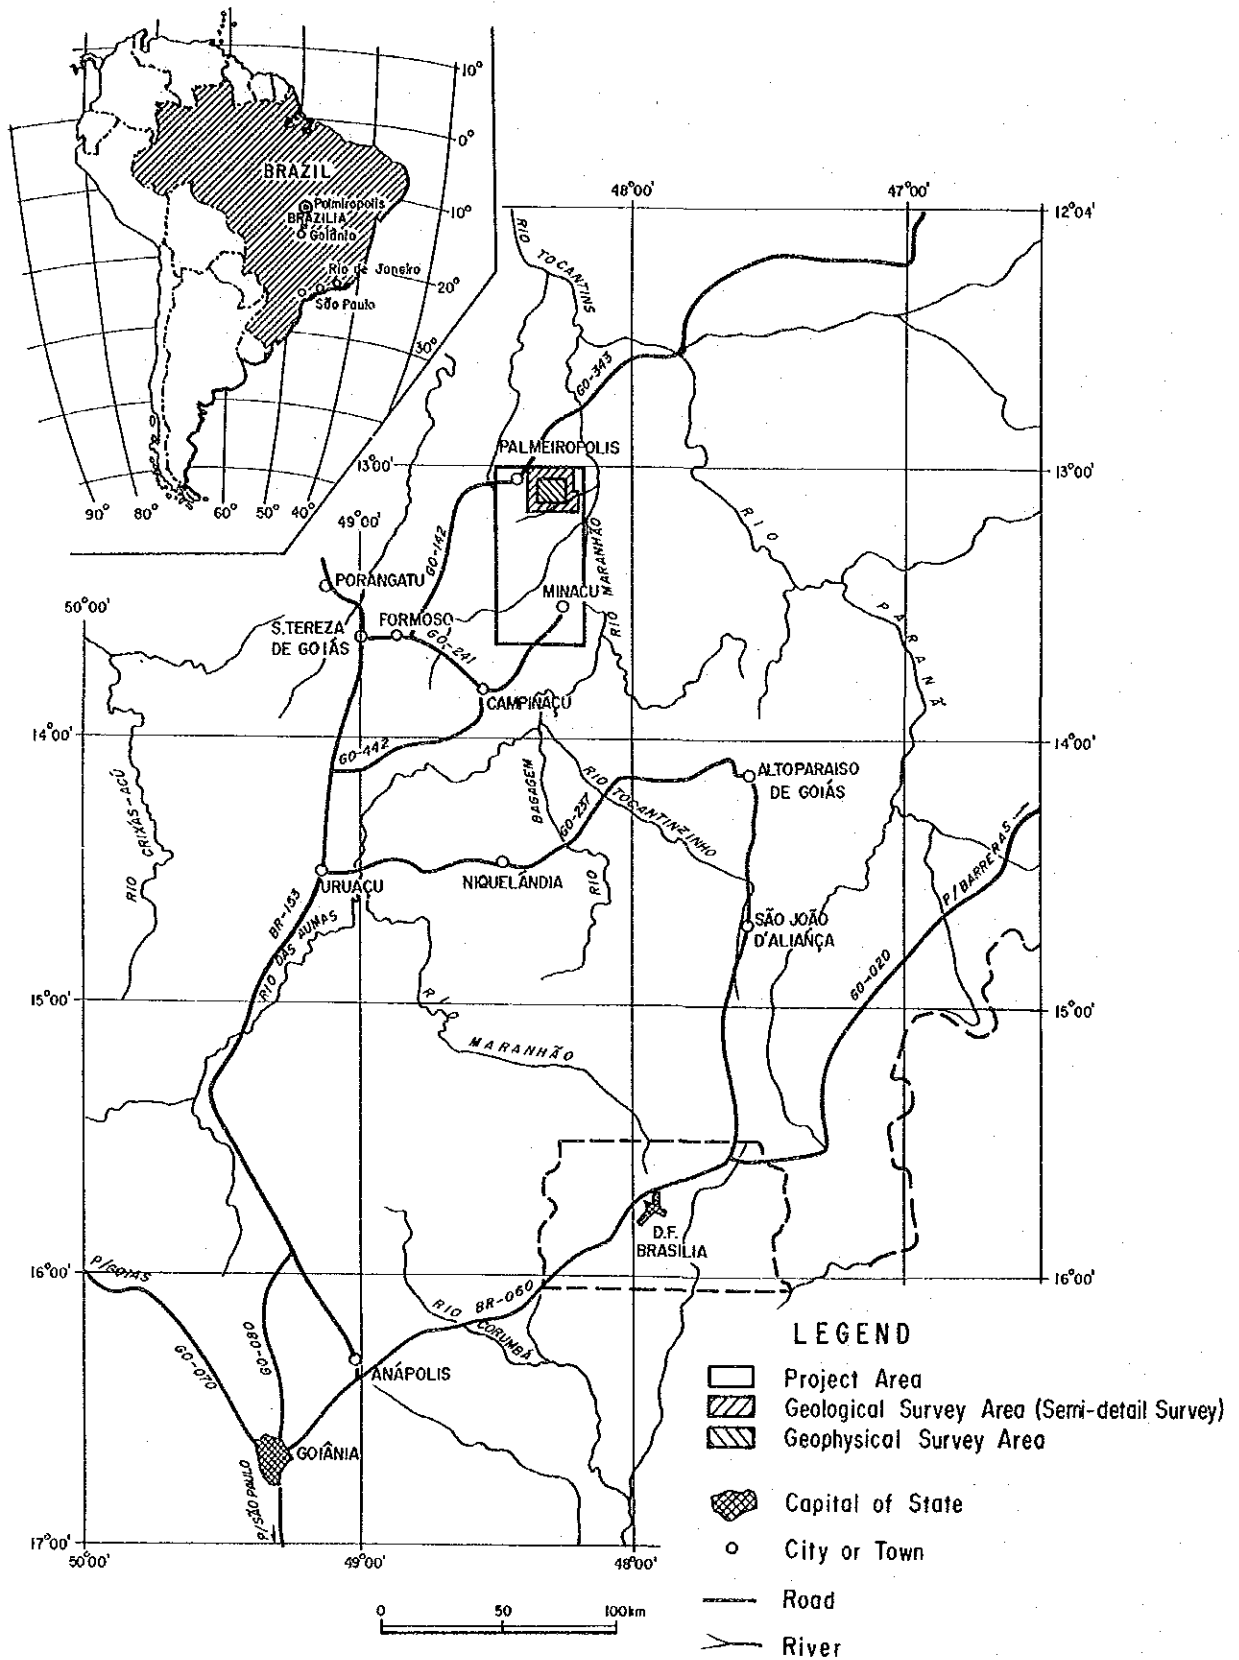 10°
0°
BRAZIL
Palmiropolis
BRAZILIA
Goiânia
10°
Rio de Janeiro
20°
São Paulo
30°
90°
80°
60°
50°
40°
48°00'
47°00'
12°04'
RIO TOCANTINS
GO-343
PALMEIROPOLIS
13°00'
13°00'
49°00'
GO-142
RIO MARANHÃO
RIO PARANÃ
PORANGATU
MINACU
50°00'
S.TEREZA
DE GOIÁS
FORMOSO
GO-241
CAMPINAÇU
14°00'
14°00'
GO-442
RIO CRIXÁS-AÇÚ
RIO BAGAGEM
RIO TOCANTINZINHO
GO-237
ALTO PARAISO
DE GOIÁS
P/BARRERAS
URUAÇU
NIQUELÁNDIA
BR-153
RIO DAS AUMAS
SÃO JOÃO
D'ALIANÇA
GO-020
15°00'
15°00'
RIO MARANHÃO
D.F.
BRASILIA
16°00'
16°00'
P/GOIAS
RIO CORUMBÁ
BR-060
GO-070
GO-080
ANÁPOLIS
GOIÂNIA
P/SÃO PAULO
17°00'
50°00'
49°00'
48°00'
0 50 100km
LEGEND
Project Area
Geological Survey Area (Semi-detail Survey)
Geophysical Survey Area
Capital of State
City or Town
Road
River